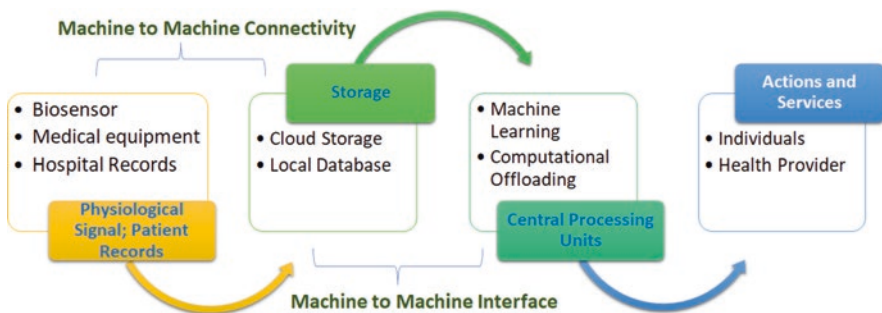 Machine to Machine Connectivity
• Biosensor
• Medical equipment
• Hospital Records
Physiological
Signal; Patient
Records
Storage
• Cloud Storage
• Local Database
• Machine
Learning
• Computational
Offloading
Central Processing
Units
Actions and
Services
• Individuals
• Health Provider
Machine to Machine Interface